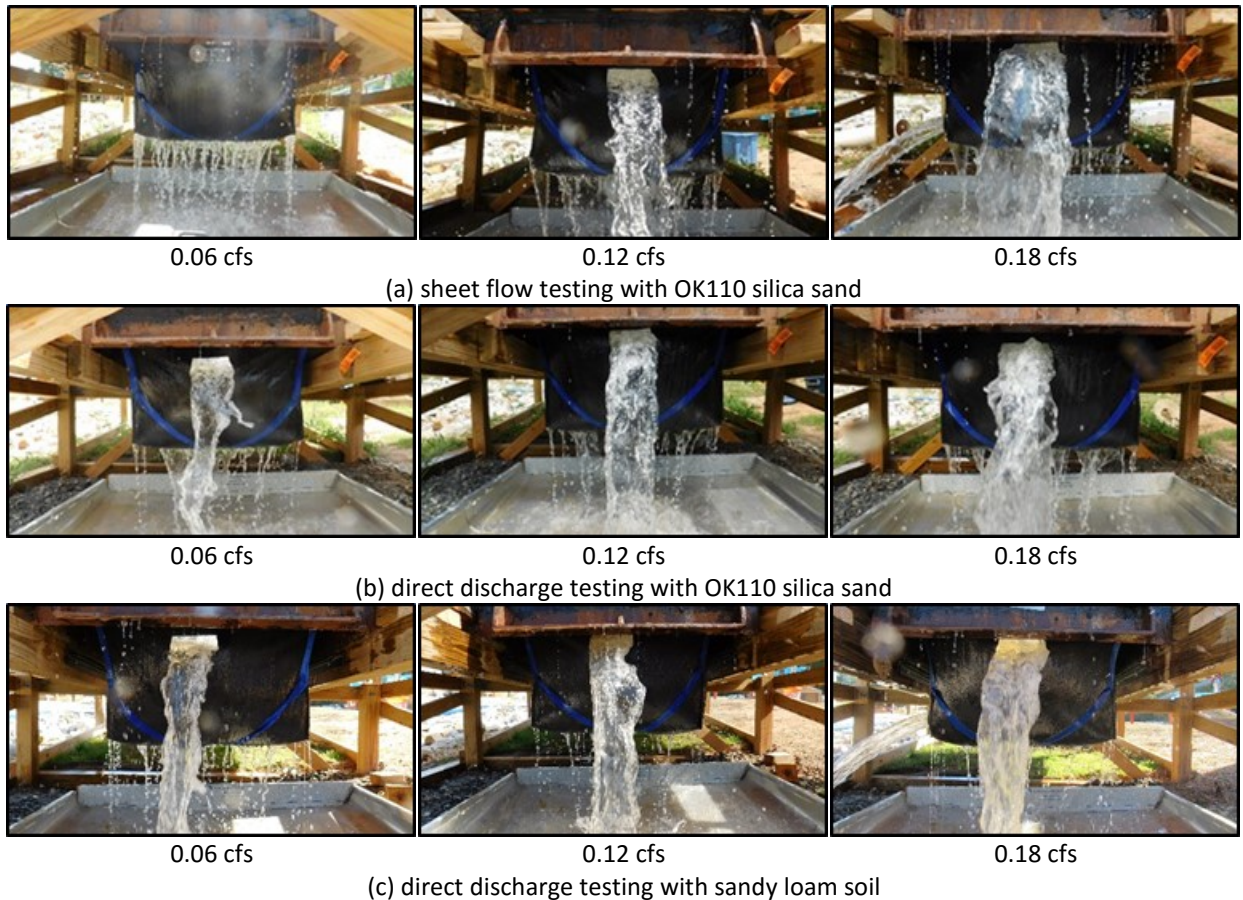 0.06 cfs
0.12 cfs
0.18 cfs
(a) sheet flow testing with OK110 silica sand
0.06 cfs
0.12 cfs
0.18 cfs
(b) direct discharge testing with OK110 silica sand
0.06 cfs
0.12 cfs
0.18 cfs
(c) direct discharge testing with sandy loam soil